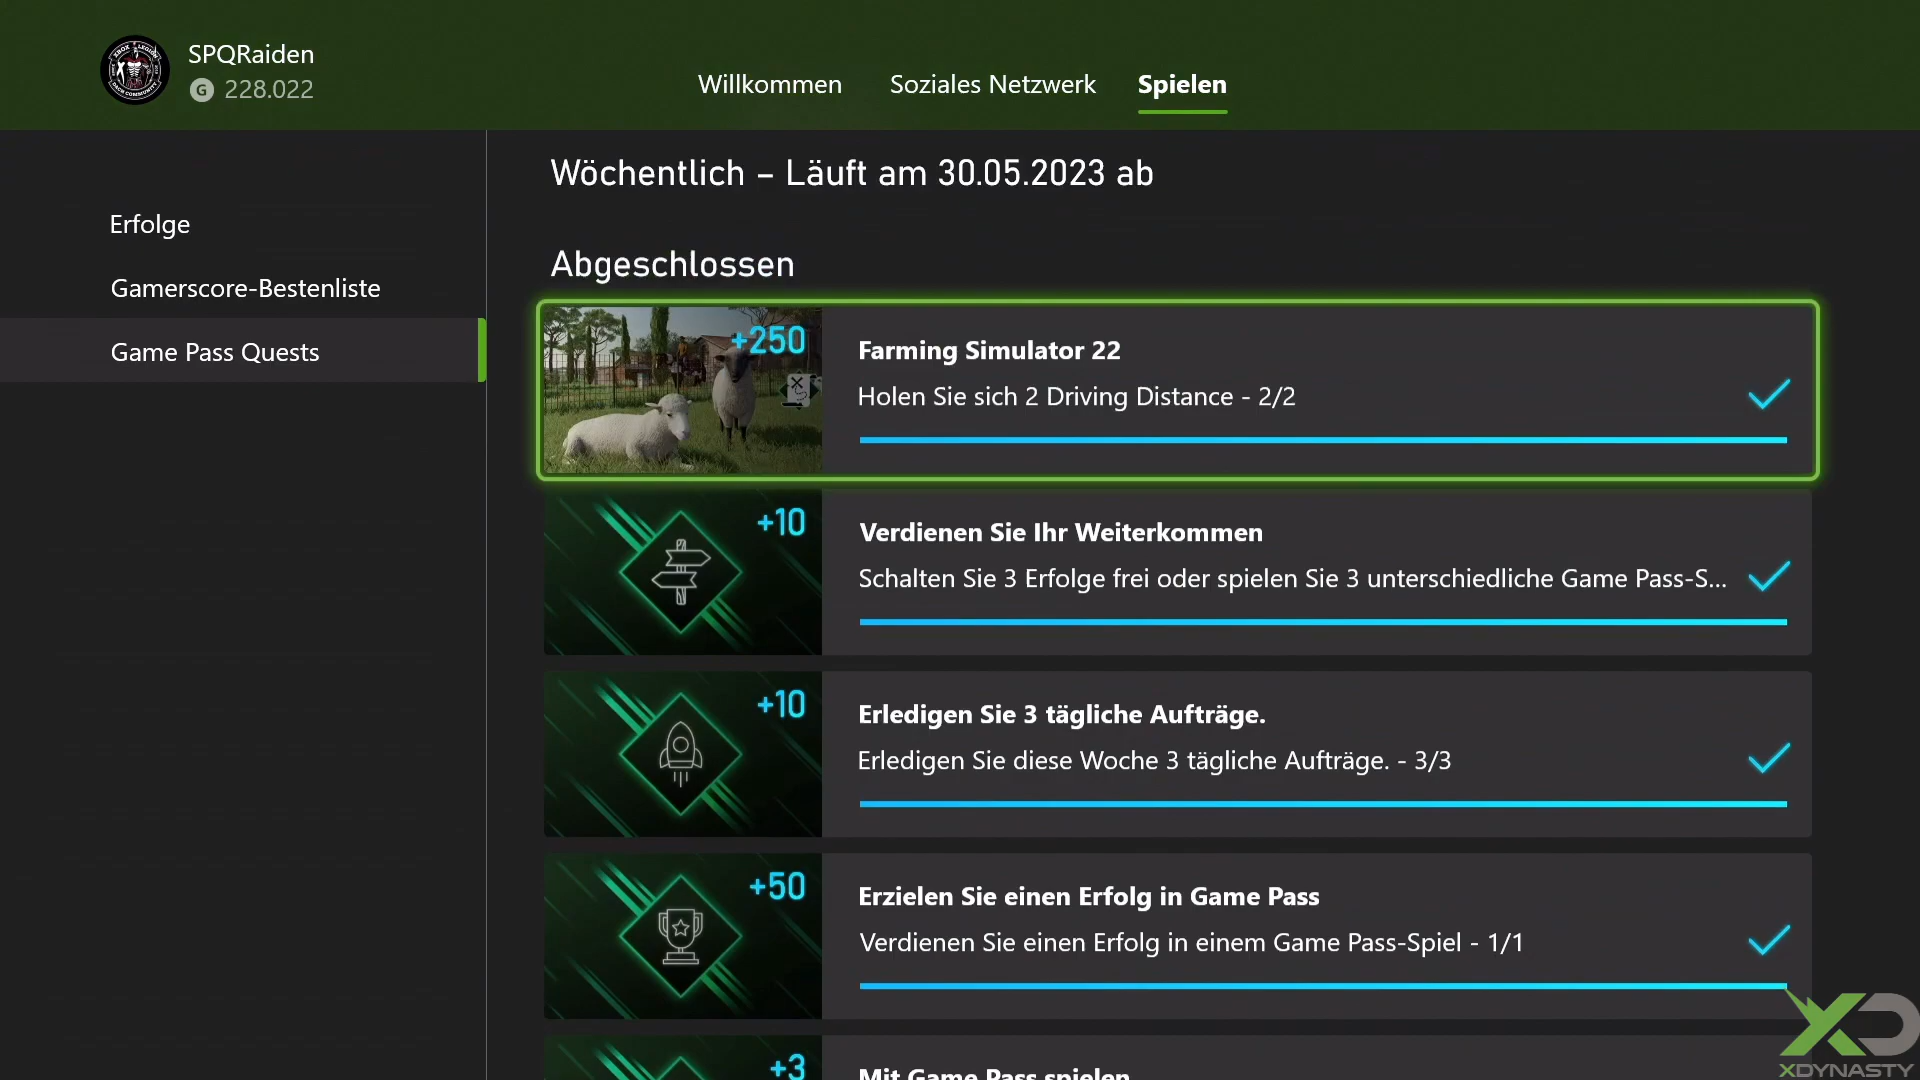 SPQRaiden
G 228.022
Willkommen
Soziales Netzwerk
Spielen
Erfolge
Gamerscore-Bestenliste
Game Pass Quests
Wöchentlich – Läuft am 30.05.2023 ab
Abgeschlossen
+250
Farming Simulator 22
Holen Sie sich 2 Driving Distance - 2/2
+10
Verdienen Sie Ihr Weiterkommen
Schalten Sie 3 Erfolge frei oder spielen Sie 3 unterschiedliche Game Pass-S...
+10
Erledigen Sie 3 tägliche Aufträge.
Erledigen Sie diese Woche 3 tägliche Aufträge. - 3/3
+50
Erzielen Sie einen Erfolg in Game Pass
Verdienen Sie einen Erfolg in einem Game Pass-Spiel - 1/1
+3
Mit Game Pass spielen
XD
XDYNASTY